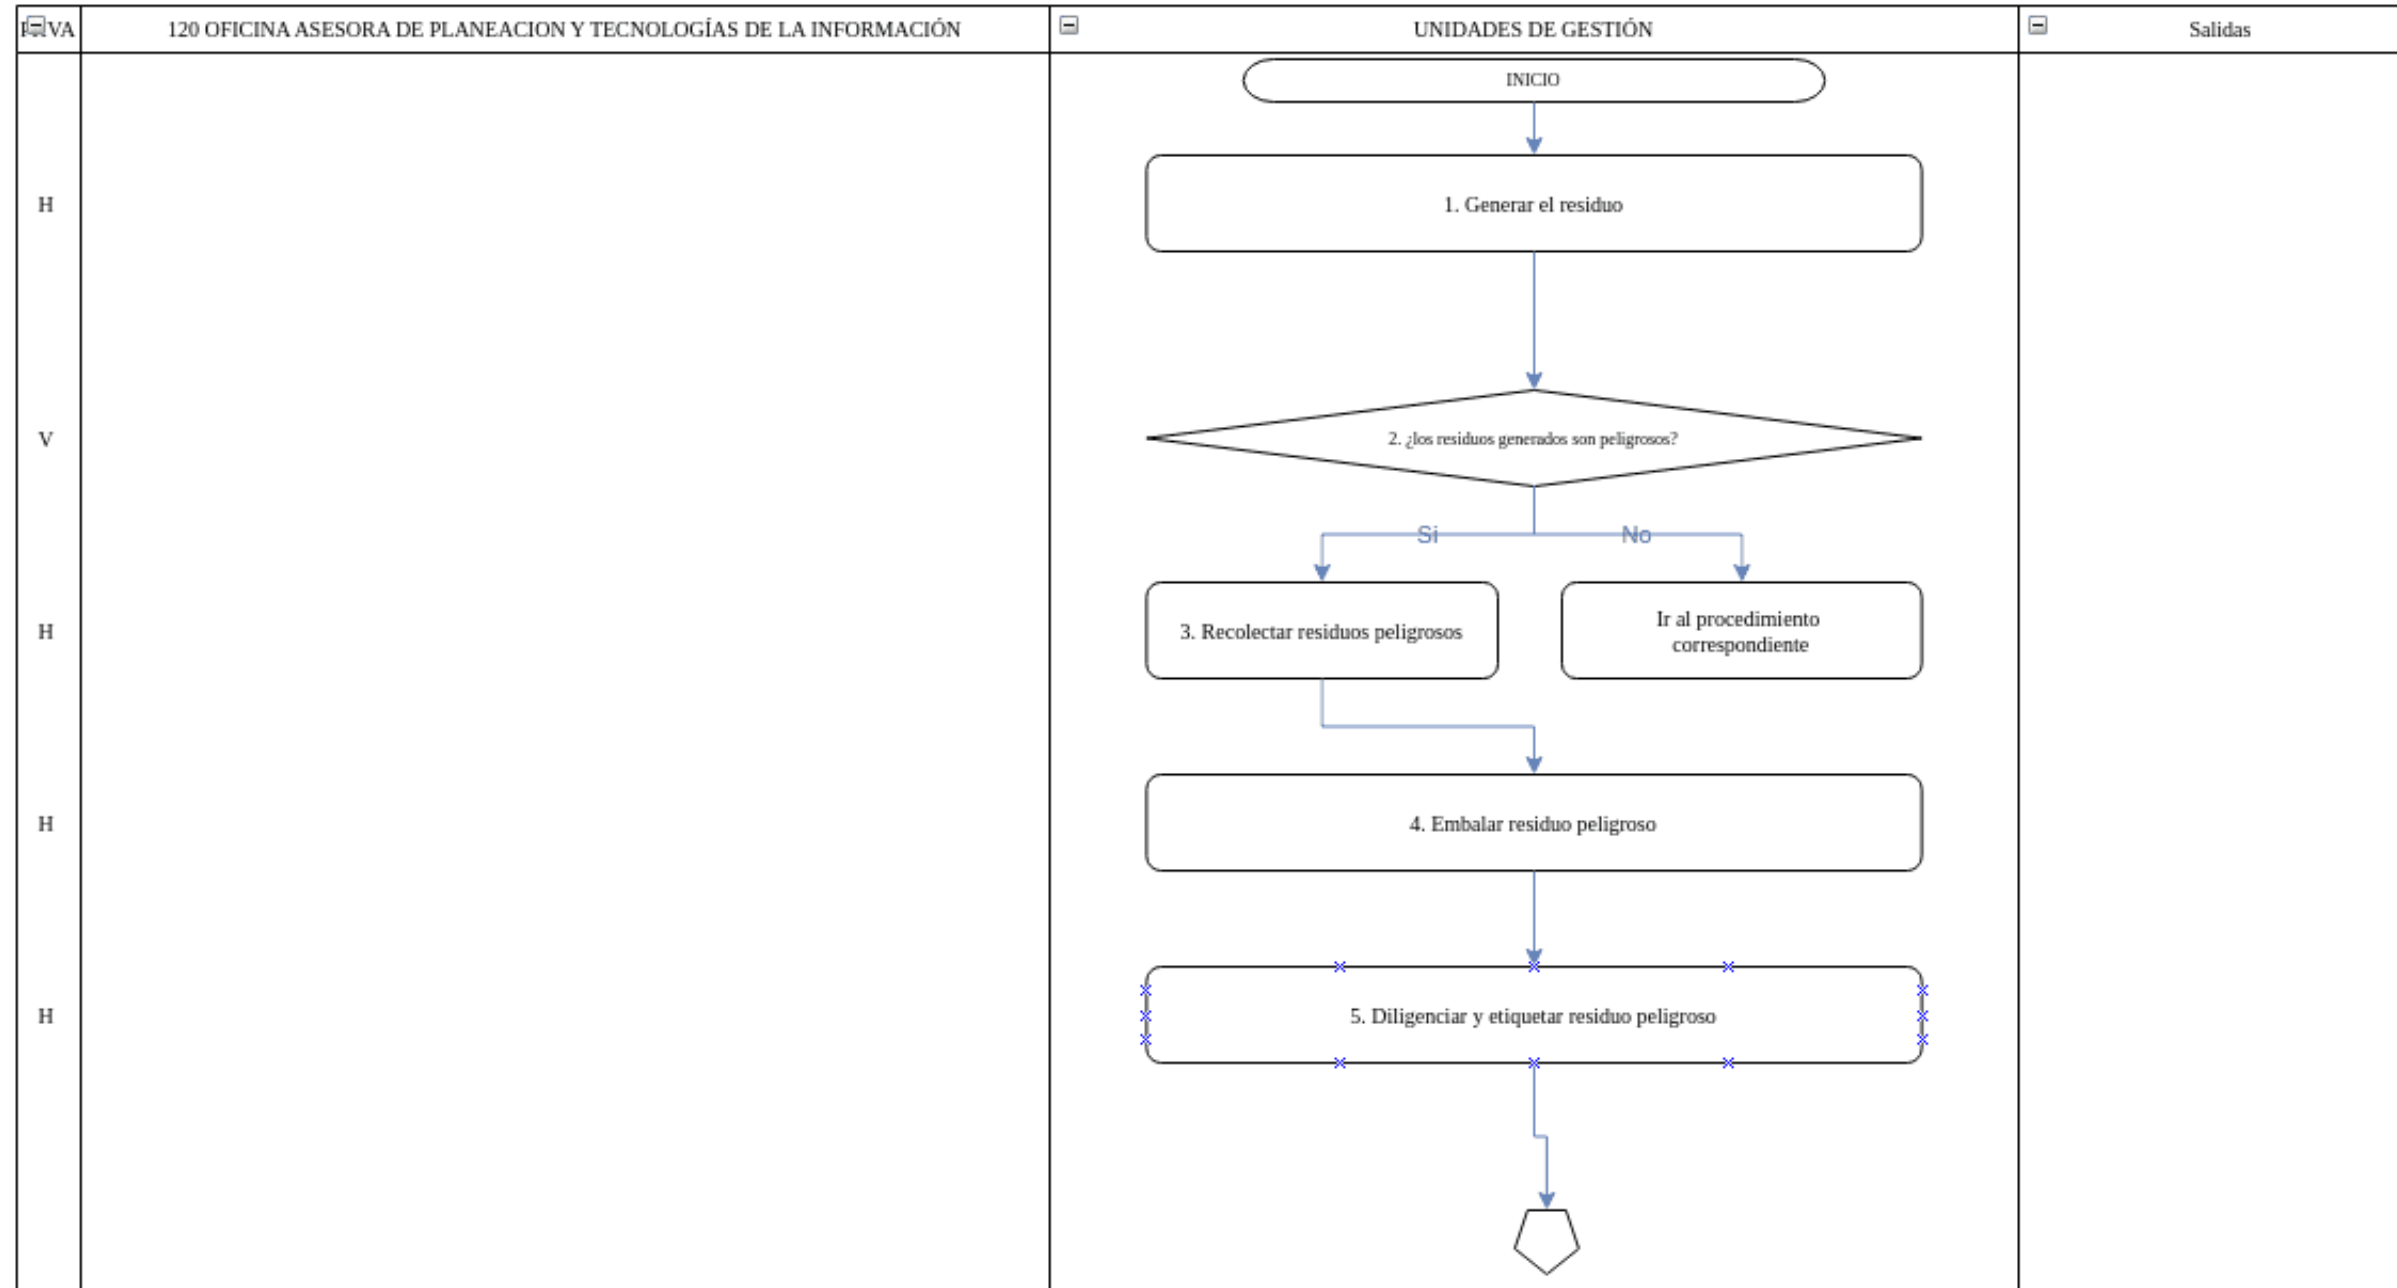 120 OFICINA ASESORA DE PLANEACION Y TECNOLOGÍAS DE LA INFORMACIÓN
UNIDADES DE GESTIÓN
Salidas
INICIO
H
1. Generar el residuo
V
2. ¿los residuos generados son peligrosos?
Si
No
H
3. Recolectar residuos peligrosos
Ir al procedimiento
correspondiente
H
4. Embalar residuo peligroso
H
5. Diligenciar y etiquetar residuo peligroso